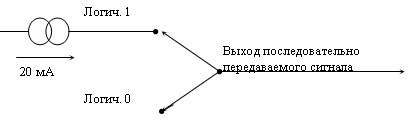 Логич. 1
Выход последовательно
передаваемого сигнала
20 мА
Логич. 0